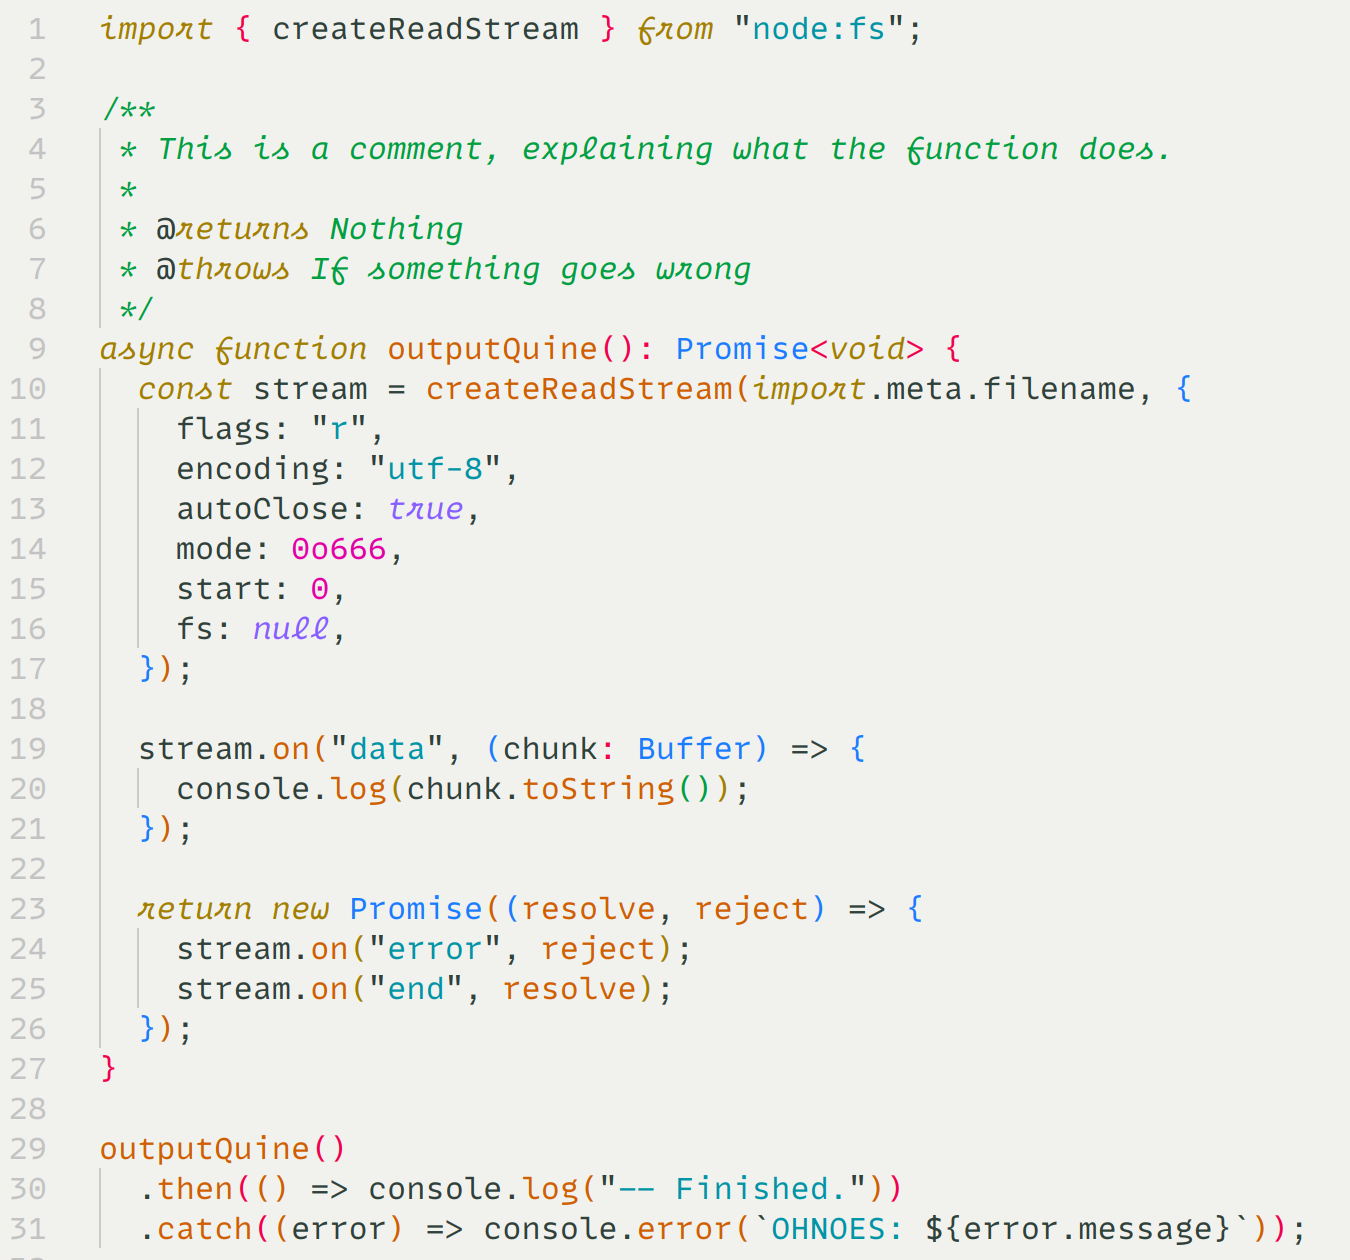 1 import { createReadStream } from "node:fs";
2
3 /**
4  * This is a comment, explaining what the function does.
5  *
6  * @returns Nothing
7  * @throws If something goes wrong
8  */
9 async function outputQuine(): Promise<void> {
10   const stream = createReadStream(import.meta.filename, {
11     flags: "r",
12     encoding: "utf-8",
13     autoClose: true,
14     mode: 0o666,
15     start: 0,
16     fs: null,
17   });
18
19   stream.on("data", (chunk: Buffer) => {
20     console.log(chunk.toString());
21   });
22
23   return new Promise((resolve, reject) => {
24     stream.on("error", reject);
25     stream.on("end", resolve);
26   });
27 }
28
29 outputQuine()
30   .then(() => console.log("-- Finished."))
31   .catch((error) => console.error(`OHNOES: ${error.message}`));